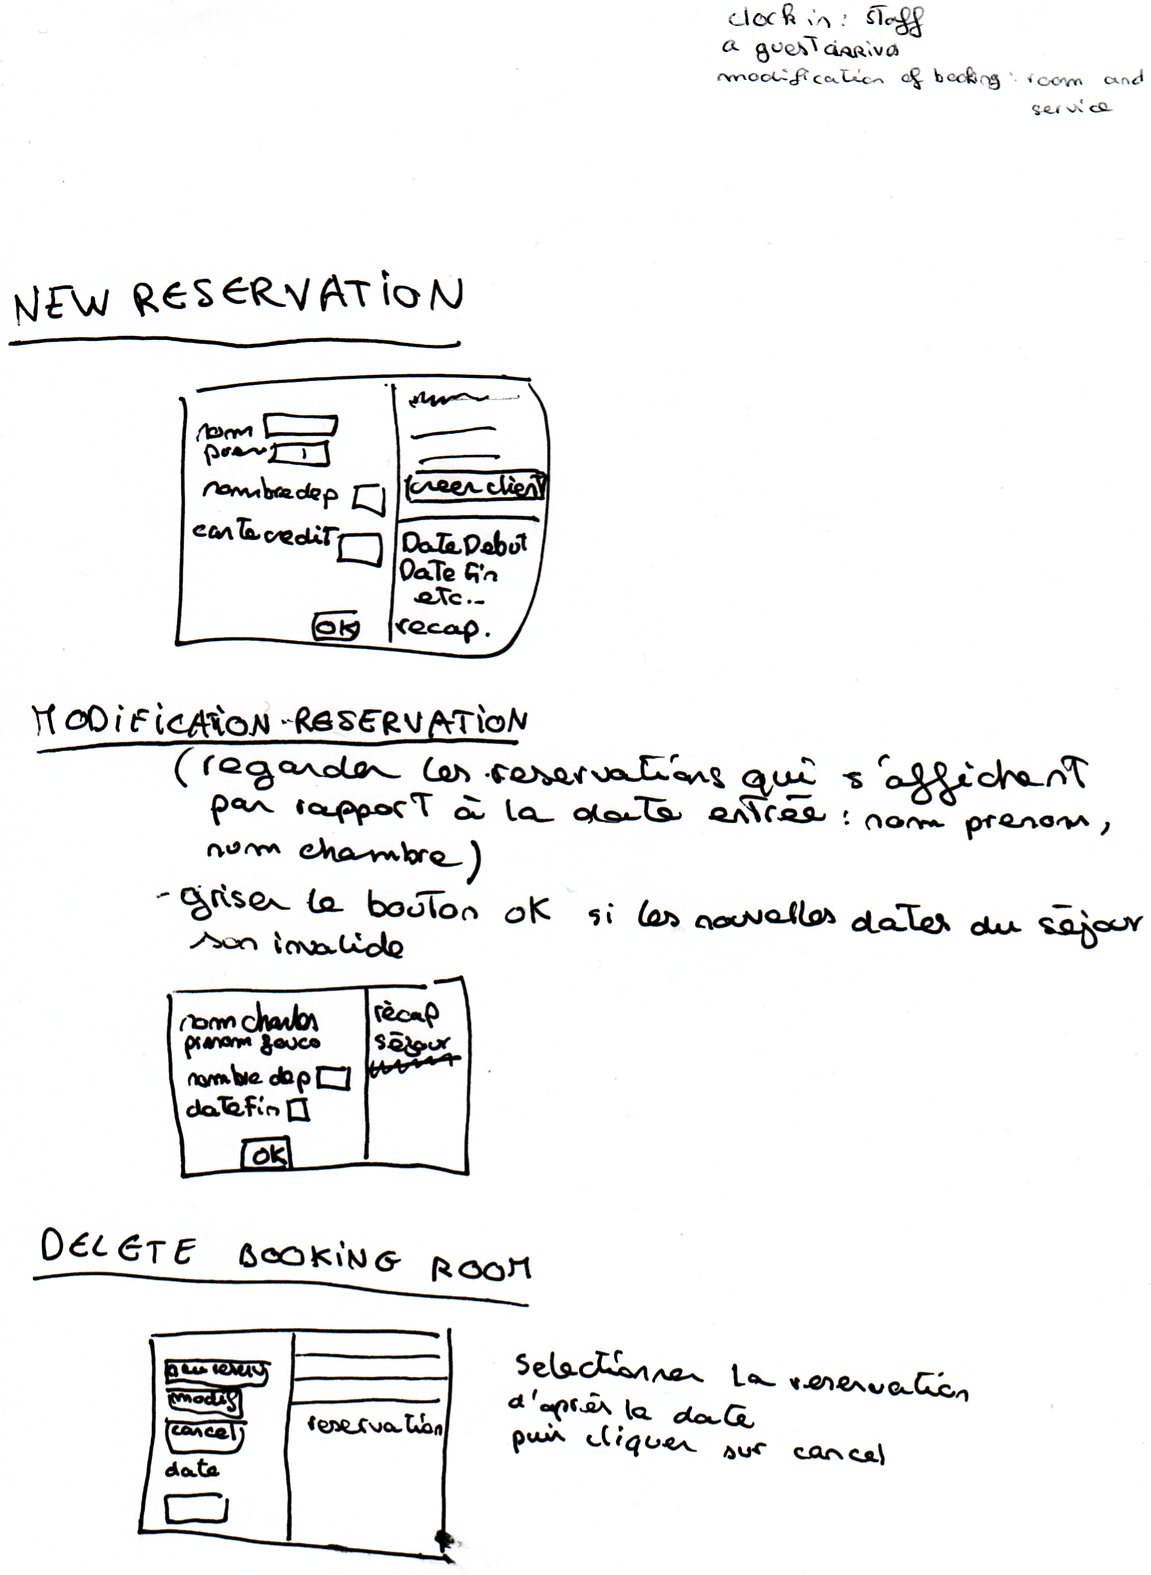 clock in: staff
a guest arriva
modification of booking: room and
service
NEW RESERVATION
nom
pren
nombre dep
carte credit
OK
creer client
Date Debut
Date fin
etc...
recap.
MODIFICATION RESERVATION
(regarder les reservations qui s'affichent
par rapport à la date entrée: nom prenom,
num chambre)
- griser le bouton OK si les nouvelles dates du séjour
son invalide
nom Charles
prenom
nombre dep
date fin
OK
récap
séjour
DELETE BOOKING ROOM
new reserv
modif
cancel
date
reservation
selectionner la reservation
d'après la date
puis cliquer sur cancel